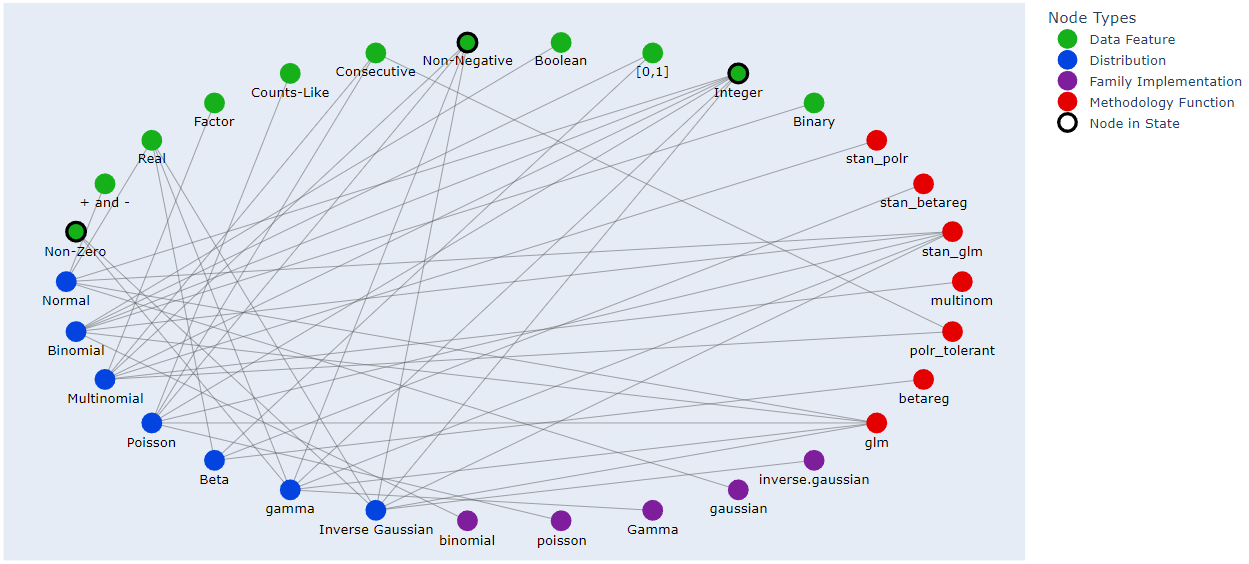 Node Types
Data Feature
Distribution
Family Implementation
Methodology Function
Node in State
Non-Negative
Boolean
Consecutive
[0,1]
Counts-Like
Integer
Factor
Binary
Real
stan_polr
+ and -
stan_betareg
Non-Zero
stan_glm
Normal
multinom
Binomial
polr_tolerant
Multinomial
betareg
Poisson
glm
Beta
inverse.gaussian
gamma
gaussian
Inverse Gaussian
Gamma
binomial
poisson